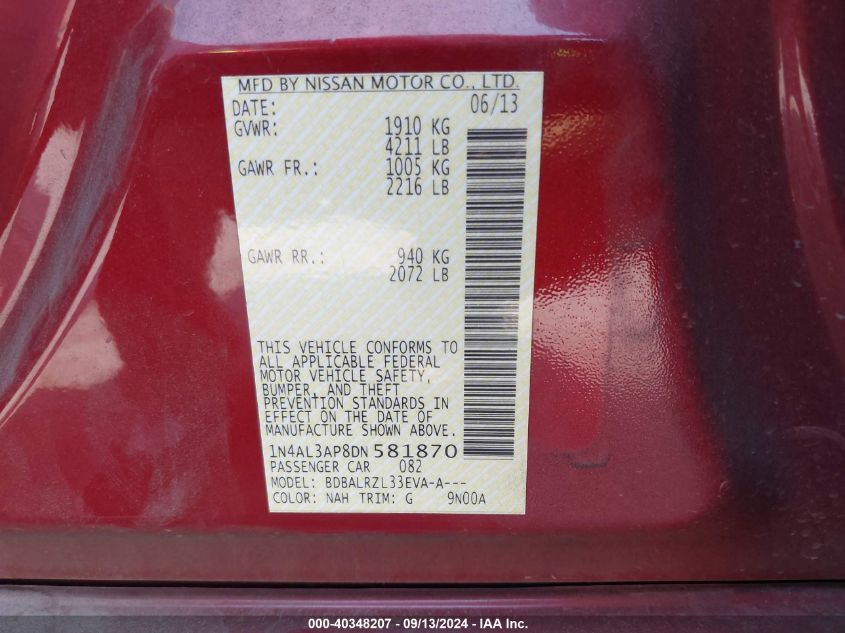 MFD BY NISSAN MOTOR CO., LTD.
DATE: 06/13
GVWR: 1910 KG
4211 LB
GAWR FR.: 1005 KG
2216 LB
GAWR RR.: 940 KG
2072 LB
THIS VEHICLE CONFORMS TO
ALL APPLICABLE FEDERAL
MOTOR VEHICLE SAFETY,
BUMPER, AND THEFT
PREVENTION STANDARDS IN
EFFECT ON THE DATE OF
MANUFACTURE SHOWN ABOVE.
1N4AL3AP8DN 581870
PASSENGER CAR 082
MODEL: BDBALRZL33EVA-A---
COLOR: NAH TRIM: G 9N00A
000-40348207 - 09/13/2024 - IAA Inc.